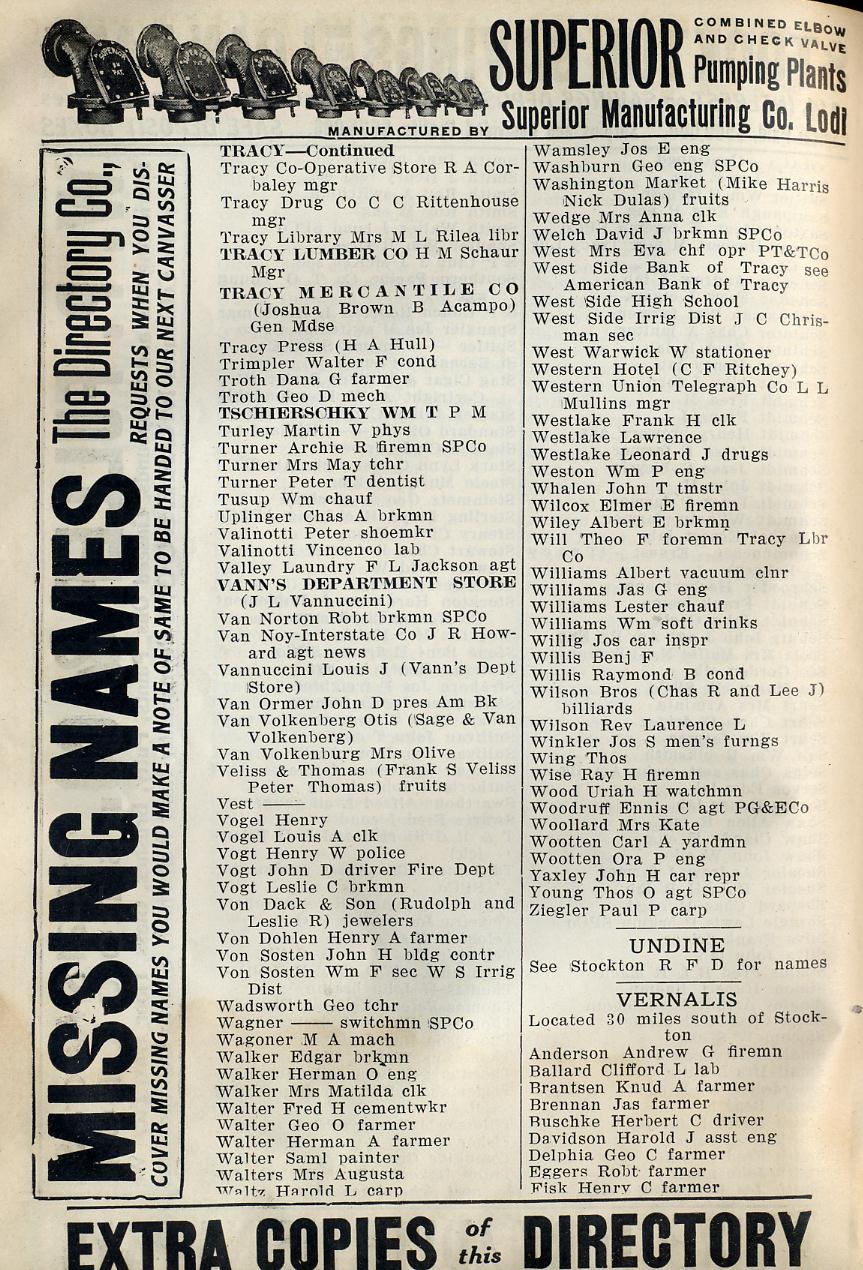 SUPERIOR COMBINED ELBOW
AND CHECK VALVE
Pumping Plants
MANUFACTURED BY Superior Manufacturing Co. Lodi
MISSING NAMES The Directory Co.,
REQUESTS WHEN YOU DIS-
COVER MISSING NAMES YOU WOULD MAKE A NOTE OF SAME TO BE HANDED TO OUR NEXT CANVASSER
TRACY—Continued
Tracy Co-Operative Store R A Cor-
baley mgr
Tracy Drug Co C C Rittenhouse
mgr
Tracy Library Mrs M L Rilea libr
TRACY LUMBER CO H M Schaur
Mgr
TRACY MERCANTILE CO
(Joshua Brown B Acampo)
Gen Mdse
Tracy Press (H A Hull)
Trimpler Walter F cond
Troth Dana G farmer
Troth Geo D mech
TSCHIERSCHKY WM T P M
Turley Martin V phys
Turner Archie R firemn SPCo
Turner Mrs May tchr
Turner Peter T dentist
Tusup Wm chauf
Uplinger Chas A brkmn
Valinotti Peter shoemkr
Valinotti Vincenco lab
Valley Laundry F L Jackson agt
VANN'S DEPARTMENT STORE
(J L Vannuccini)
Van Norton Robt brkmn SPCo
Van Noy-Interstate Co J R How-
ard agt news
Vannuccini Louis J (Vann's Dept
Store)
Van Ormer John D pres Am Bk
Van Volkenberg Otis (Sage & Van
Volkenberg)
Van Volkenburg Mrs Olive
Veliss & Thomas (Frank S Veliss
Peter Thomas) fruits
Vest ——
Vogel Henry
Vogel Louis A clk
Vogt Henry W police
Vogt John D driver Fire Dept
Vogt Leslie C brkmn
Von Dack & Son (Rudolph and
Leslie R) jewelers
Von Dohlen Henry A farmer
Von Sosten John H bldg contr
Von Sosten Wm F sec W S Irrig
Dist
Wadsworth Geo tchr
Wagner —— switchmn SPCo
Wagoner M A mach
Walker Edgar brkmn
Walker Herman O eng
Walker Mrs Matilda clk
Walter Fred H cementwkr
Walter Geo O farmer
Walter Herman A farmer
Walter Saml painter
Walters Mrs Augusta
Waltz Harold L carp
Wamsley Jos E eng
Washburn Geo eng SPCo
Washington Market (Mike Harris
Nick Dulas) fruits
Wedge Mrs Anna clk
Welch David J brkmn SPCo
West Mrs Eva chf opr PT&TCo
West Side Bank of Tracy see
American Bank of Tracy
West Side High School
West Side Irrig Dist J C Chris-
man sec
West Warwick W stationer
Western Hotel (C F Ritchey)
Western Union Telegraph Co L L
Mullins mgr
Westlake Frank H clk
Westlake Lawrence
Westlake Leonard J drugs
Weston Wm P eng
Whalen John T tmstr
Wilcox Elmer E firemn
Wiley Albert E brkmn
Will Theo F foremn Tracy Lbr
Co
Williams Albert vacuum clnr
Williams Jas G eng
Williams Lester chauf
Williams Wm soft drinks
Willig Jos car inspr
Willis Benj F
Willis Raymond B cond
Wilson Bros (Chas R and Lee J)
billiards
Wilson Rev Laurence L
Winkler Jos S men's furngs
Wing Thos
Wise Ray H firemn
Wood Uriah H watchmn
Woodruff Ennis C agt PG&ECo
Woollard Mrs Kate
Wootten Carl A yardmn
Wootten Ora P eng
Yaxley John H car repr
Young Thos O agt SPCo
Ziegler Paul P carp
UNDINE
See Stockton R F D for names
VERNALIS
Located 30 miles south of Stock-
ton
Anderson Andrew G firemn
Ballard Clifford L lab
Brantsen Knud A farmer
Brennan Jas farmer
Buschke Herbert C driver
Davidson Harold J asst eng
Delphia Geo C farmer
Eggers Robt farmer
Fisk Henry C farmer
EXTRA COPIES of this DIRECTORY